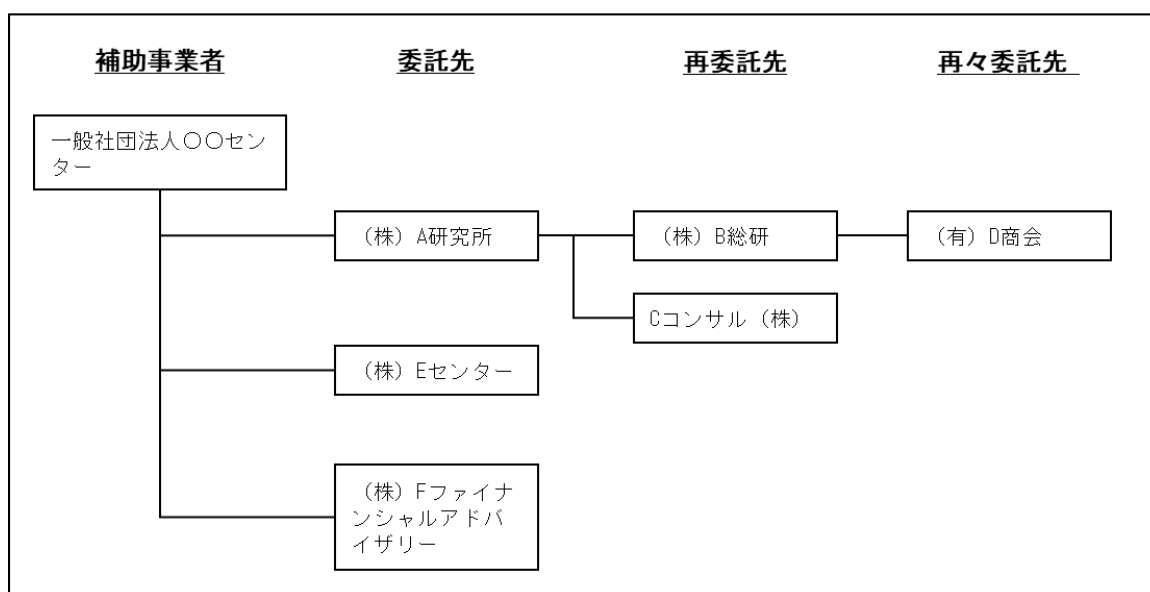 補助事業者
委託先
再委託先
再々委託先
一般社団法人〇〇セン
ター
（株）A研究所
（株）B総研
（有）D商会
Cコンサル（株）
（株）Eセンター
（株）Fファイナ
ンシャルアドバ
イザリー